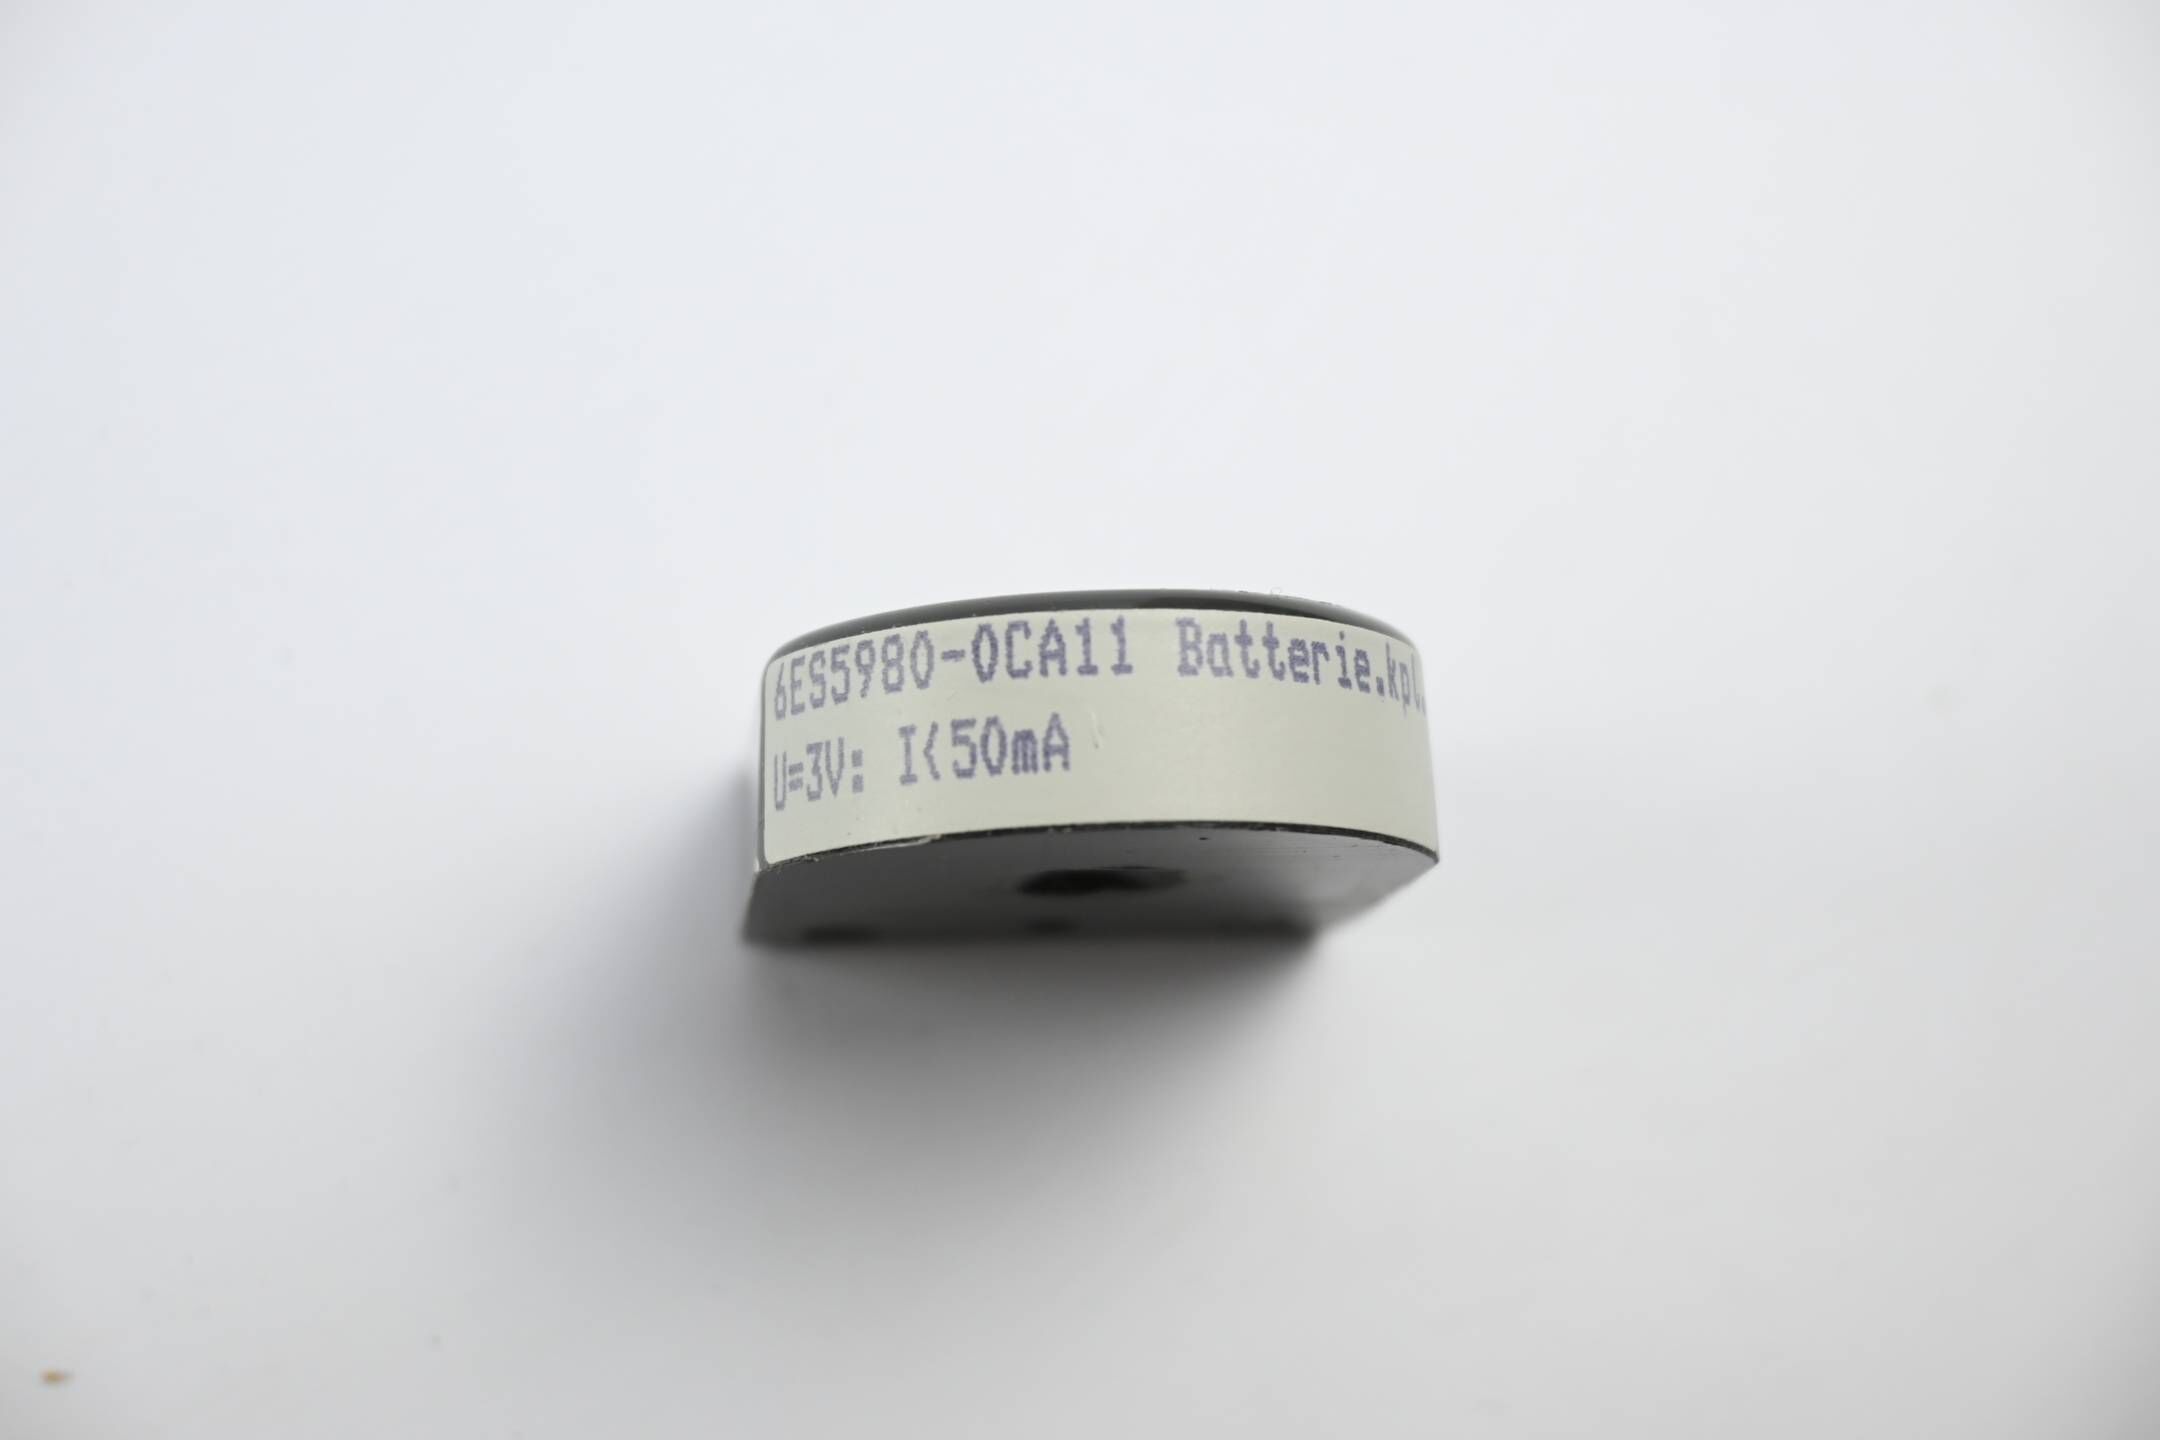 6ES5980-0CA11 Batterie.kpl.
U=3V: I<50mA